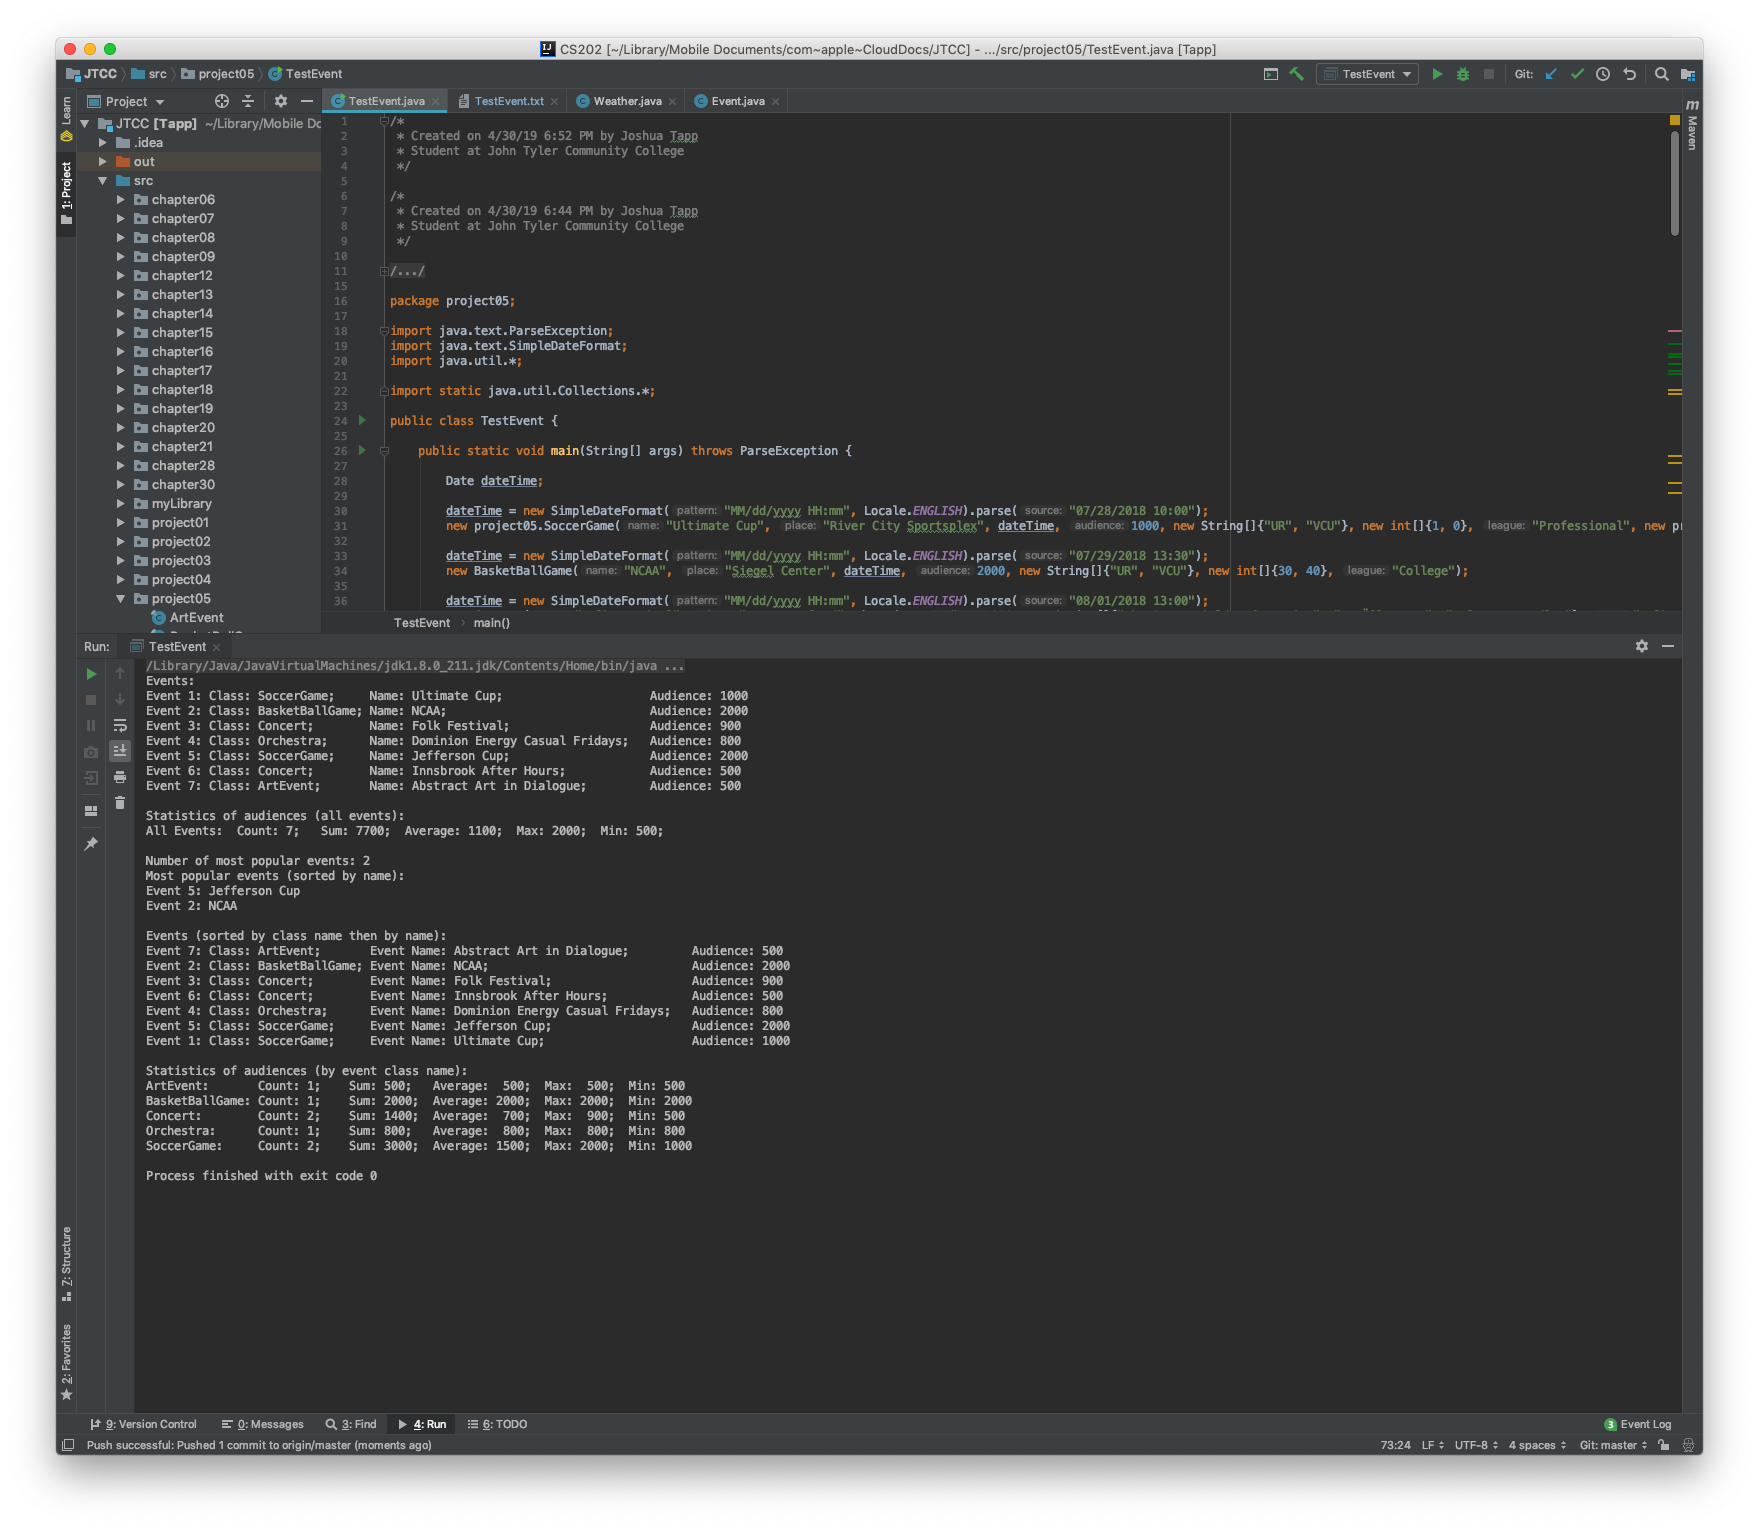 CS202 [~/Library/Mobile Documents/com~apple~CloudDocs/JTCC] - .../src/project05/TestEvent.java [Tapp]
JTCC src project05 TestEvent
TestEvent Git:
Learn
1: Project
Project
TestEvent.java TestEvent.txt Weather.java Event.java
Maven
JTCC [Tapp] ~/Library/Mobile Dc
.idea
out
src
chapter06
chapter07
chapter08
chapter09
chapter12
chapter13
chapter14
chapter15
chapter16
chapter17
chapter18
chapter19
chapter20
chapter21
chapter28
chapter30
myLibrary
project01
project02
project03
project04
project05
ArtEvent
1 /*
2 * Created on 4/30/19 6:52 PM by Joshua Tapp
3 * Student at John Tyler Community College
4 */
5
6 /*
7 * Created on 4/30/19 6:44 PM by Joshua Tapp
8 * Student at John Tyler Community College
9 */
10
11 /.../
15
16 package project05;
17
18 import java.text.ParseException;
19 import java.text.SimpleDateFormat;
20 import java.util.*;
21
22 import static java.util.Collections.*;
23
24 public class TestEvent {
25
26 public static void main(String[] args) throws ParseException {
27
28 Date dateTime;
29
30 dateTime = new SimpleDateFormat( pattern: "MM/dd/yyyy HH:mm", Locale.ENGLISH).parse( source: "07/28/2018 10:00");
31 new project05.SoccerGame( name: "Ultimate Cup", place: "River City Sportsplex", dateTime, audience: 1000, new String[]{"UR", "VCU"}, new int[]{1, 0}, league: "Professional", new pr
32
33 dateTime = new SimpleDateFormat( pattern: "MM/dd/yyyy HH:mm", Locale.ENGLISH).parse( source: "07/29/2018 13:30");
34 new BasketBallGame( name: "NCAA", place: "Siegel Center", dateTime, audience: 2000, new String[]{"UR", "VCU"}, new int[]{30, 40}, league: "College");
35
36 dateTime = new SimpleDateFormat( pattern: "MM/dd/yyyy HH:mm", Locale.ENGLISH).parse( source: "08/01/2018 13:00");
TestEvent main()
Run: TestEvent
/Library/Java/JavaVirtualMachines/jdk1.8.0_211.jdk/Contents/Home/bin/java ...
Events:
Event 1: Class: SoccerGame; Name: Ultimate Cup; Audience: 1000
Event 2: Class: BasketBallGame; Name: NCAA; Audience: 2000
Event 3: Class: Concert; Name: Folk Festival; Audience: 900
Event 4: Class: Orchestra; Name: Dominion Energy Casual Fridays; Audience: 800
Event 5: Class: SoccerGame; Name: Jefferson Cup; Audience: 2000
Event 6: Class: Concert; Name: Innsbrook After Hours; Audience: 500
Event 7: Class: ArtEvent; Name: Abstract Art in Dialogue; Audience: 500
Statistics of audiences (all events):
All Events: Count: 7; Sum: 7700; Average: 1100; Max: 2000; Min: 500;
Number of most popular events: 2
Most popular events (sorted by name):
Event 5: Jefferson Cup
Event 2: NCAA
Events (sorted by class name then by name):
Event 7: Class: ArtEvent; Event Name: Abstract Art in Dialogue; Audience: 500
Event 2: Class: BasketBallGame; Event Name: NCAA; Audience: 2000
Event 3: Class: Concert; Event Name: Folk Festival; Audience: 900
Event 6: Class: Concert; Event Name: Innsbrook After Hours; Audience: 500
Event 4: Class: Orchestra; Event Name: Dominion Energy Casual Fridays; Audience: 800
Event 5: Class: SoccerGame; Event Name: Jefferson Cup; Audience: 2000
Event 1: Class: SoccerGame; Event Name: Ultimate Cup; Audience: 1000
Statistics of audiences (by event class name):
ArtEvent: Count: 1; Sum: 500; Average: 500; Max: 500; Min: 500
BasketBallGame: Count: 1; Sum: 2000; Average: 2000; Max: 2000; Min: 2000
Concert: Count: 2; Sum: 1400; Average: 700; Max: 900; Min: 500
Orchestra: Count: 1; Sum: 800; Average: 800; Max: 800; Min: 800
SoccerGame: Count: 2; Sum: 3000; Average: 1500; Max: 2000; Min: 1000
Process finished with exit code 0
7: Structure
2: Favorites
9: Version Control 0: Messages 3: Find 4: Run 6: TODO 3 Event Log
Push successful: Pushed 1 commit to origin/master (moments ago) 73:24 LF UTF-8 4 spaces Git: master